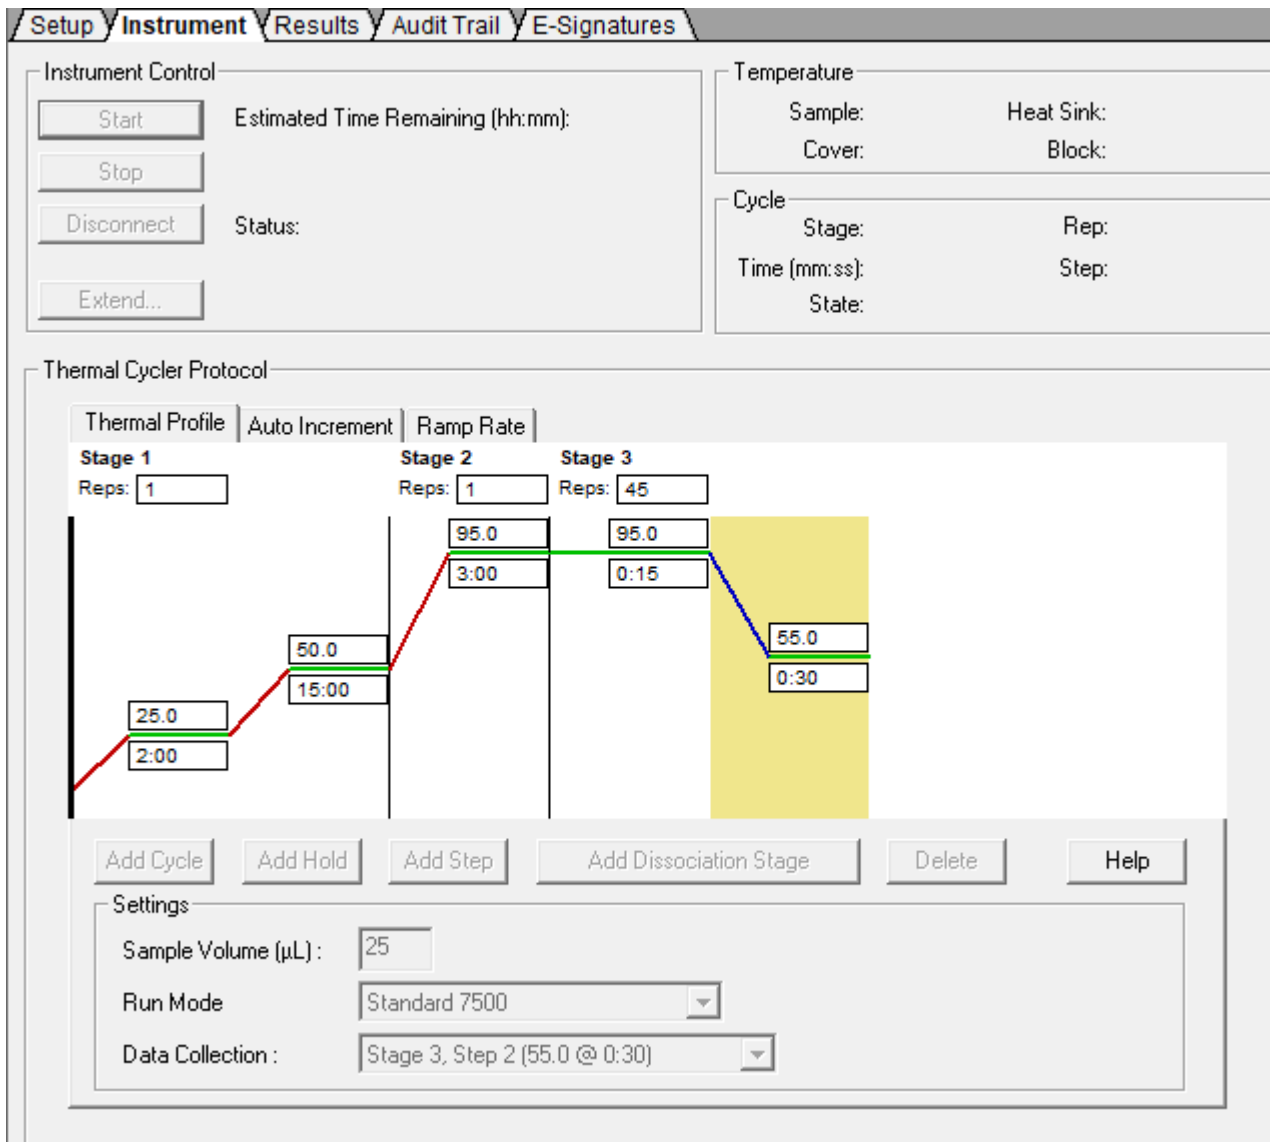 Setup Instrument Results Audit Trail E-Signatures
Instrument Control
Start Estimated Time Remaining (hh:mm):
Stop
Disconnect Status:
Extend...
Temperature
Sample: Heat Sink:
Cover: Block:
Cycle
Stage: Rep:
Time (mm:ss): Step:
State:
Thermal Cycler Protocol
Thermal Profile Auto Increment Ramp Rate
Stage 1 Stage 2 Stage 3
Reps: 1 Reps: 1 Reps: 45
95.0 95.0
3:00 0:15
50.0 55.0
15:00 0:30
25.0
2:00
Add Cycle Add Hold Add Step Add Dissociation Stage Delete Help
Settings
Sample Volume (µL) : 25
Run Mode Standard 7500
Data Collection : Stage 3, Step 2 (55.0 @ 0:30)